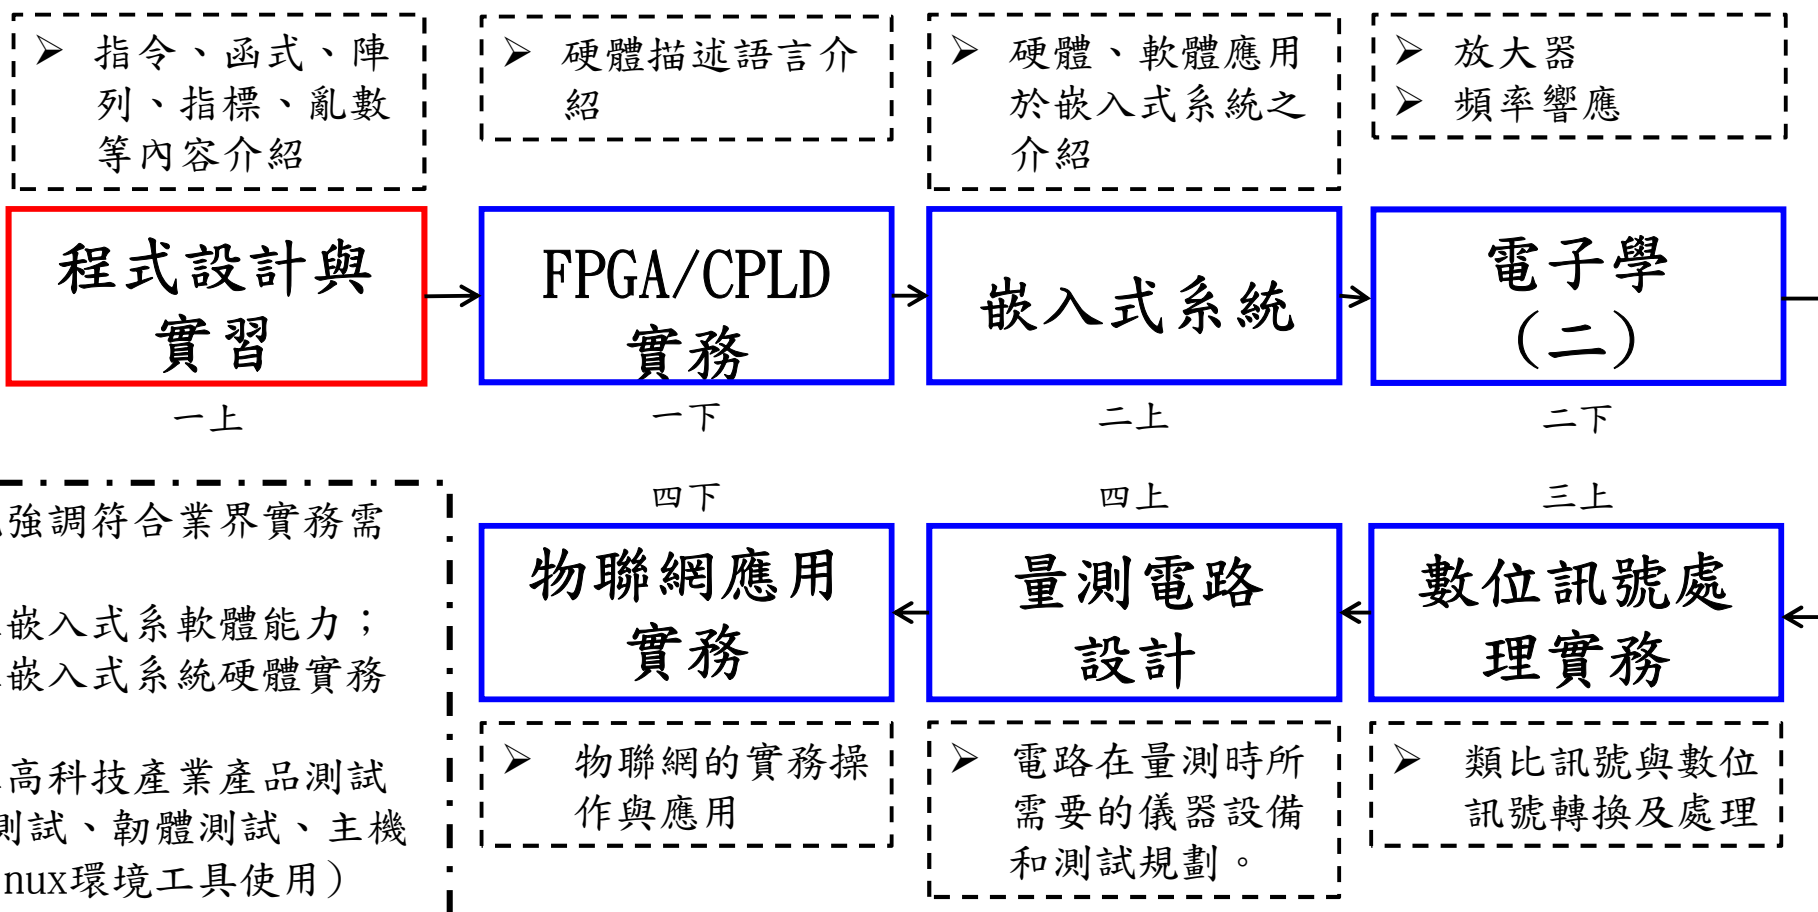 ➢ 指令、函式、陣
列、指標、亂數
等內容介紹
➢ 硬體描述語言介
紹
➢ 硬體、軟體應用
於嵌入式系統之
介紹
➢ 放大器
➢ 頻率響應
程式設計與
實習
FPGA/CPLD
實務
嵌入式系統
電子學
(二)
一上
一下
二上
二下
四下
四上
三上
物聯網應用
實務
量測電路
設計
數位訊號處
理實務
➢ 物聯網的實務操
作與應用
➢ 電路在量測時所
需要的儀器設備
和測試規劃。
➢ 類比訊號與數位
訊號轉換及處理
強調符合業界實務需
嵌入式系軟體能力；
嵌入式系統硬體實務
高科技產業產品測試
測試、韌體測試、主機
nux環境工具使用）